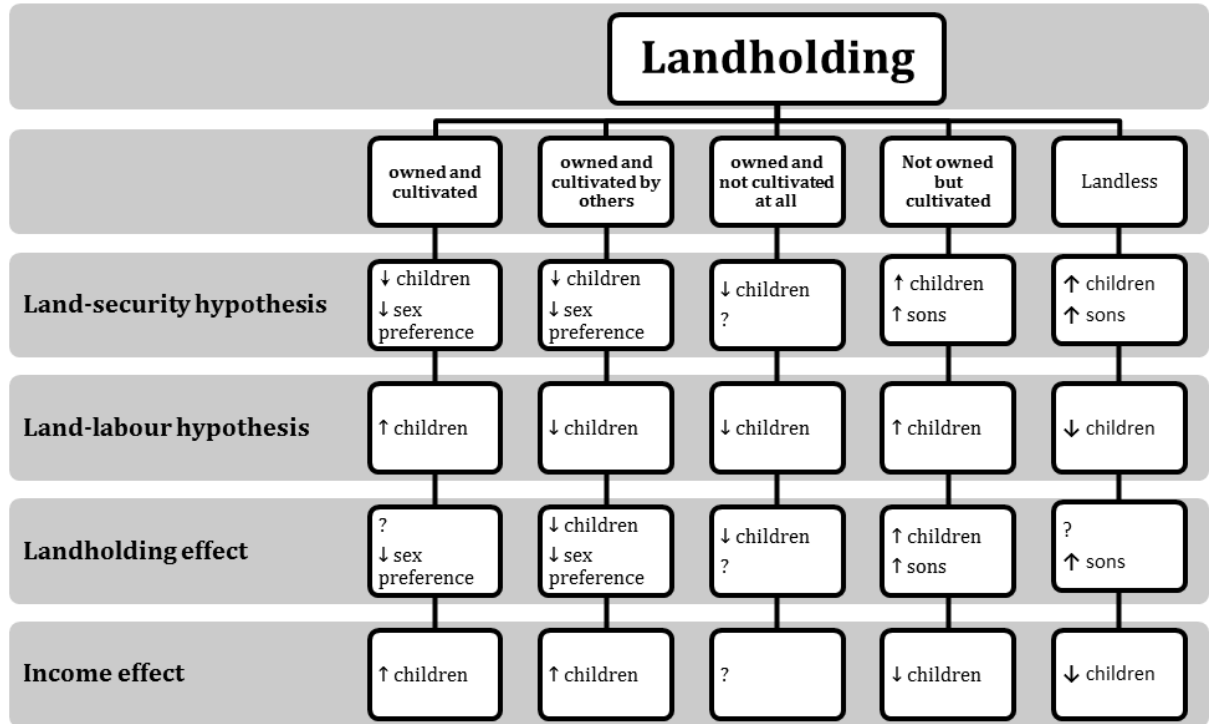 Landholding
owned and
cultivated
owned and
cultivated by
others
owned and
not cultivated
at all
Not owned
but
cultivated
Landless
Land-security hypothesis
↓ children
↓ sex
preference
↓ children
↓ sex
preference
↓ children
?
↑ children
↑ sons
↑ children
↑ sons
Land-labour hypothesis
↑ children
↓ children
↓ children
↑ children
↓ children
Landholding effect
?
↓ sex
preference
↓ children
↓ sex
preference
↓ children
?
↑ children
↑ sons
?
↑ sons
Income effect
↑ children
↑ children
?
↓ children
↓ children